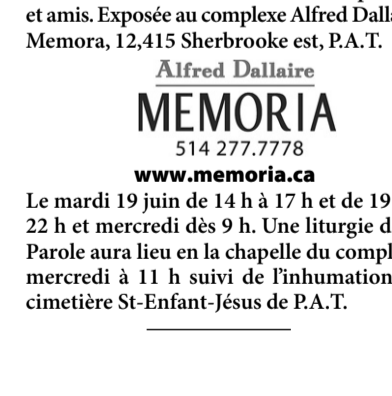 et amis. Exposée au complexe Alfred Dalla
Memora, 12,415 Sherbrooke est, P.A.T.
Alfred Dallaire
MEMORIA
514 277.7778
www.memoria.ca
Le mardi 19 juin de 14 h à 17 h et de 19
22 h et mercredi dès 9 h. Une liturgie d
Parole aura lieu en la chapelle du compl
mercredi à 11 h suivi de l'inhumation
cimetière St-Enfant-Jésus de P.A.T.